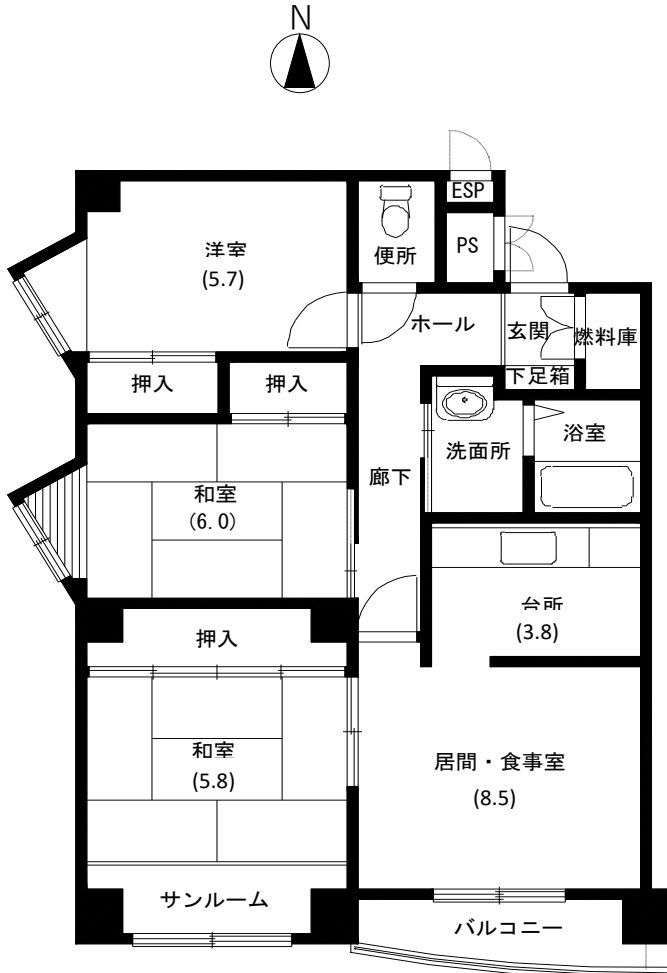 N
ESP
PS
便所
洋室
(5.7)
ホール
玄関
燃料庫
下足箱
押入
押入
浴室
洗面所
廊下
和室
(6.0)
台所
(3.8)
押入
和室
(5.8)
居間・食事室
(8.5)
サンルーム
バルコニー